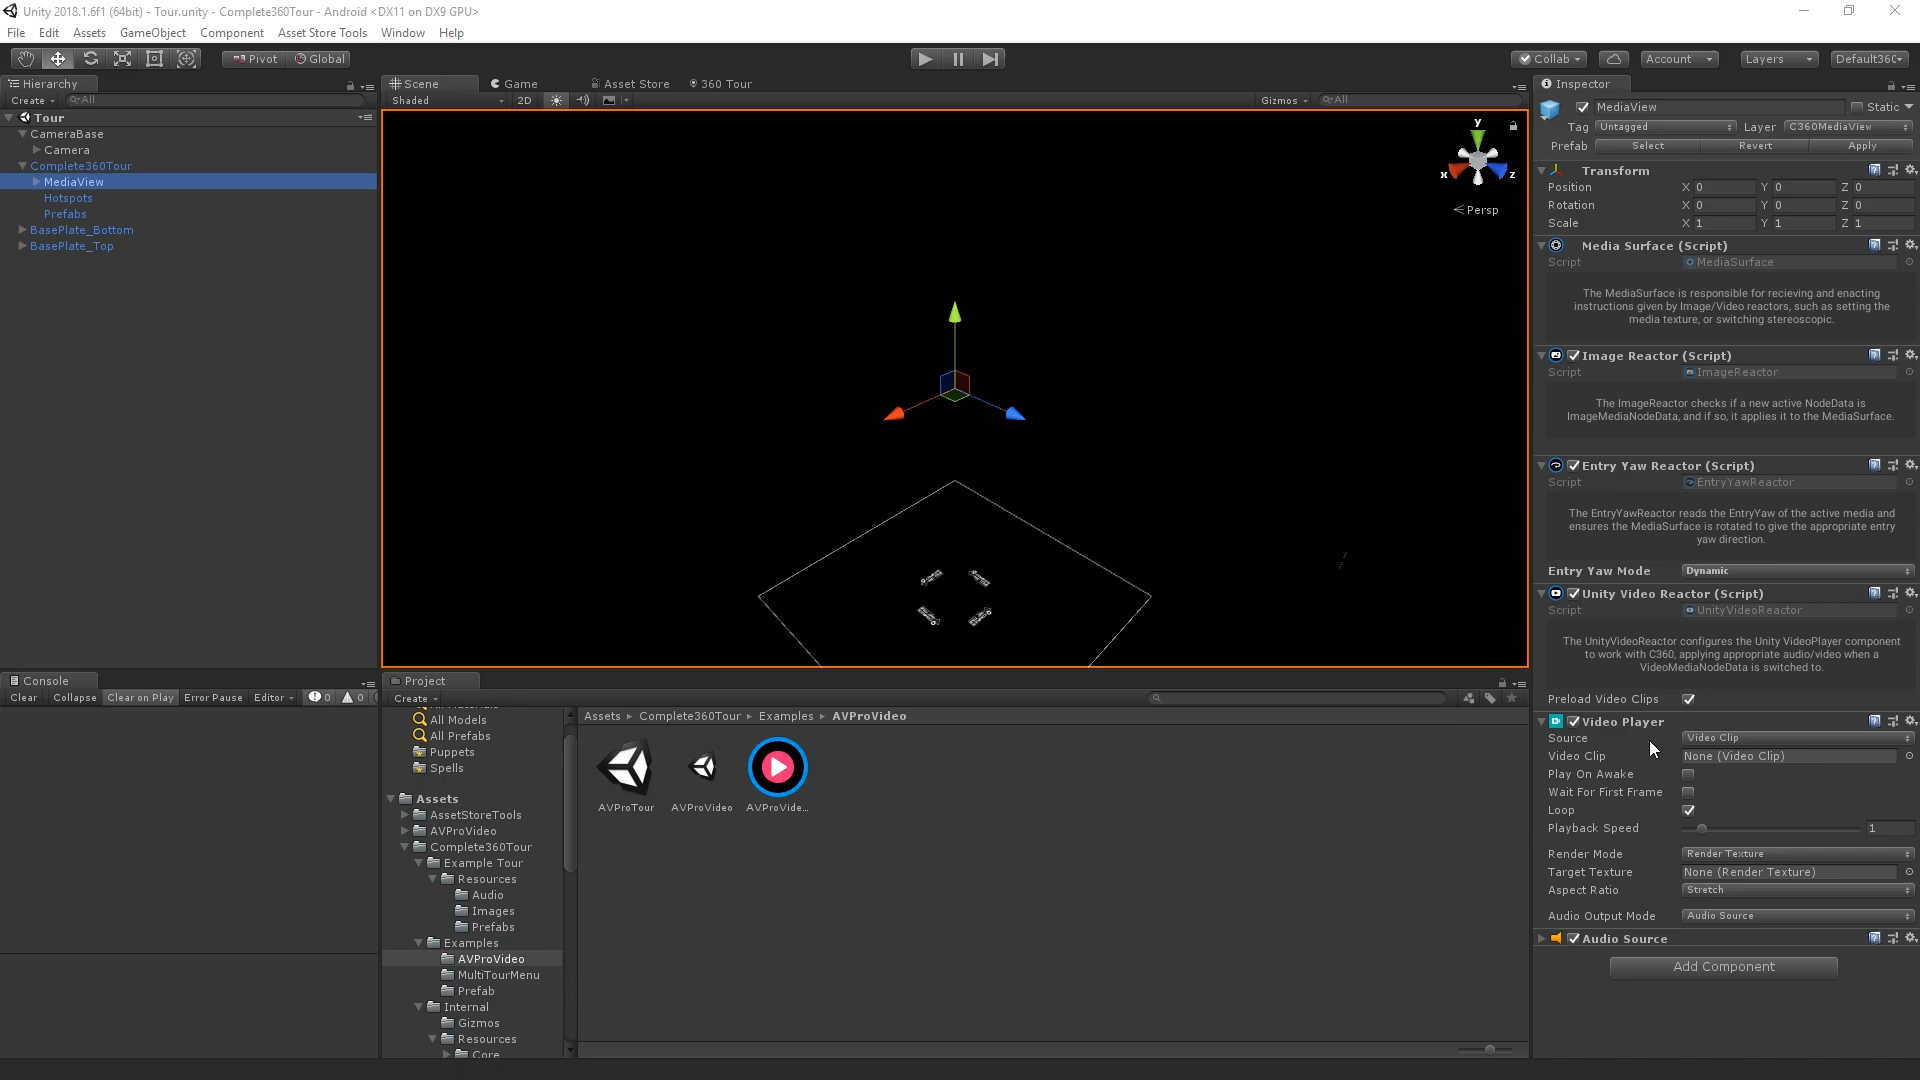 Unity 2018.1.6f1 (64bit) - Tour.unity - Complete360Tour - Android <DX11 on DX9 GPU>
File Edit Assets GameObject Component Asset Store Tools Window Help
Pivot Global Collab Account Layers Default360
Hierarchy
Create All
Tour
CameraBase
Camera
Complete360Tour
MediaView
Hotspots
Prefabs
BasePlate_Bottom
BasePlate_Top
Scene Game Asset Store 360 Tour
Shaded 2D Gizmos All
y
x z
Persp
Inspector
MediaView Static
Tag Untagged Layer C360MediaView
Prefab Select Revert Apply
Transform
Position X 0 Y 0 Z 0
Rotation X 0 Y 0 Z 0
Scale X 1 Y 1 Z 1
Media Surface (Script)
Script MediaSurface
The MediaSurface is responsible for recieving and enacting
instructions given by Image/Video reactors, such as setting the
media texture, or switching stereoscopic.
Image Reactor (Script)
Script ImageReactor
The ImageReactor checks if a new active NodeData is
ImageMediaNodeData, and if so, it applies it to the MediaSurface.
Entry Yaw Reactor (Script)
Script EntryYawReactor
The EntryYawReactor reads the EntryYaw of the active media and
ensures the MediaSurface is rotated to give the appropriate entry
yaw direction.
Entry Yaw Mode Dynamic
Unity Video Reactor (Script)
Script UnityVideoReactor
The UnityVideoReactor configures the Unity VideoPlayer component
to work with C360, applying appropriate audio/video when a
VideoMediaNodeData is switched to.
Preload Video Clips
Video Player
Source Video Clip
Video Clip None (Video Clip)
Play On Awake
Wait For First Frame
Loop
Playback Speed 1
Render Mode Render Texture
Target Texture None (Render Texture)
Aspect Ratio Stretch
Audio Output Mode Audio Source
Audio Source
Add Component
Console
Clear Collapse Clear on Play Error Pause Editor 0 0
Project
Create
All Models
All Prefabs
Puppets
Spells
Assets
AssetStoreTools
AVProVideo
Complete360Tour
Example Tour
Resources
Audio
Images
Prefabs
Examples
AVProVideo
MultiTourMenu
Prefab
Internal
Gizmos
Resources
Core
Assets Complete360Tour Examples AVProVideo
AVProTour AVProVideo AVProVide...